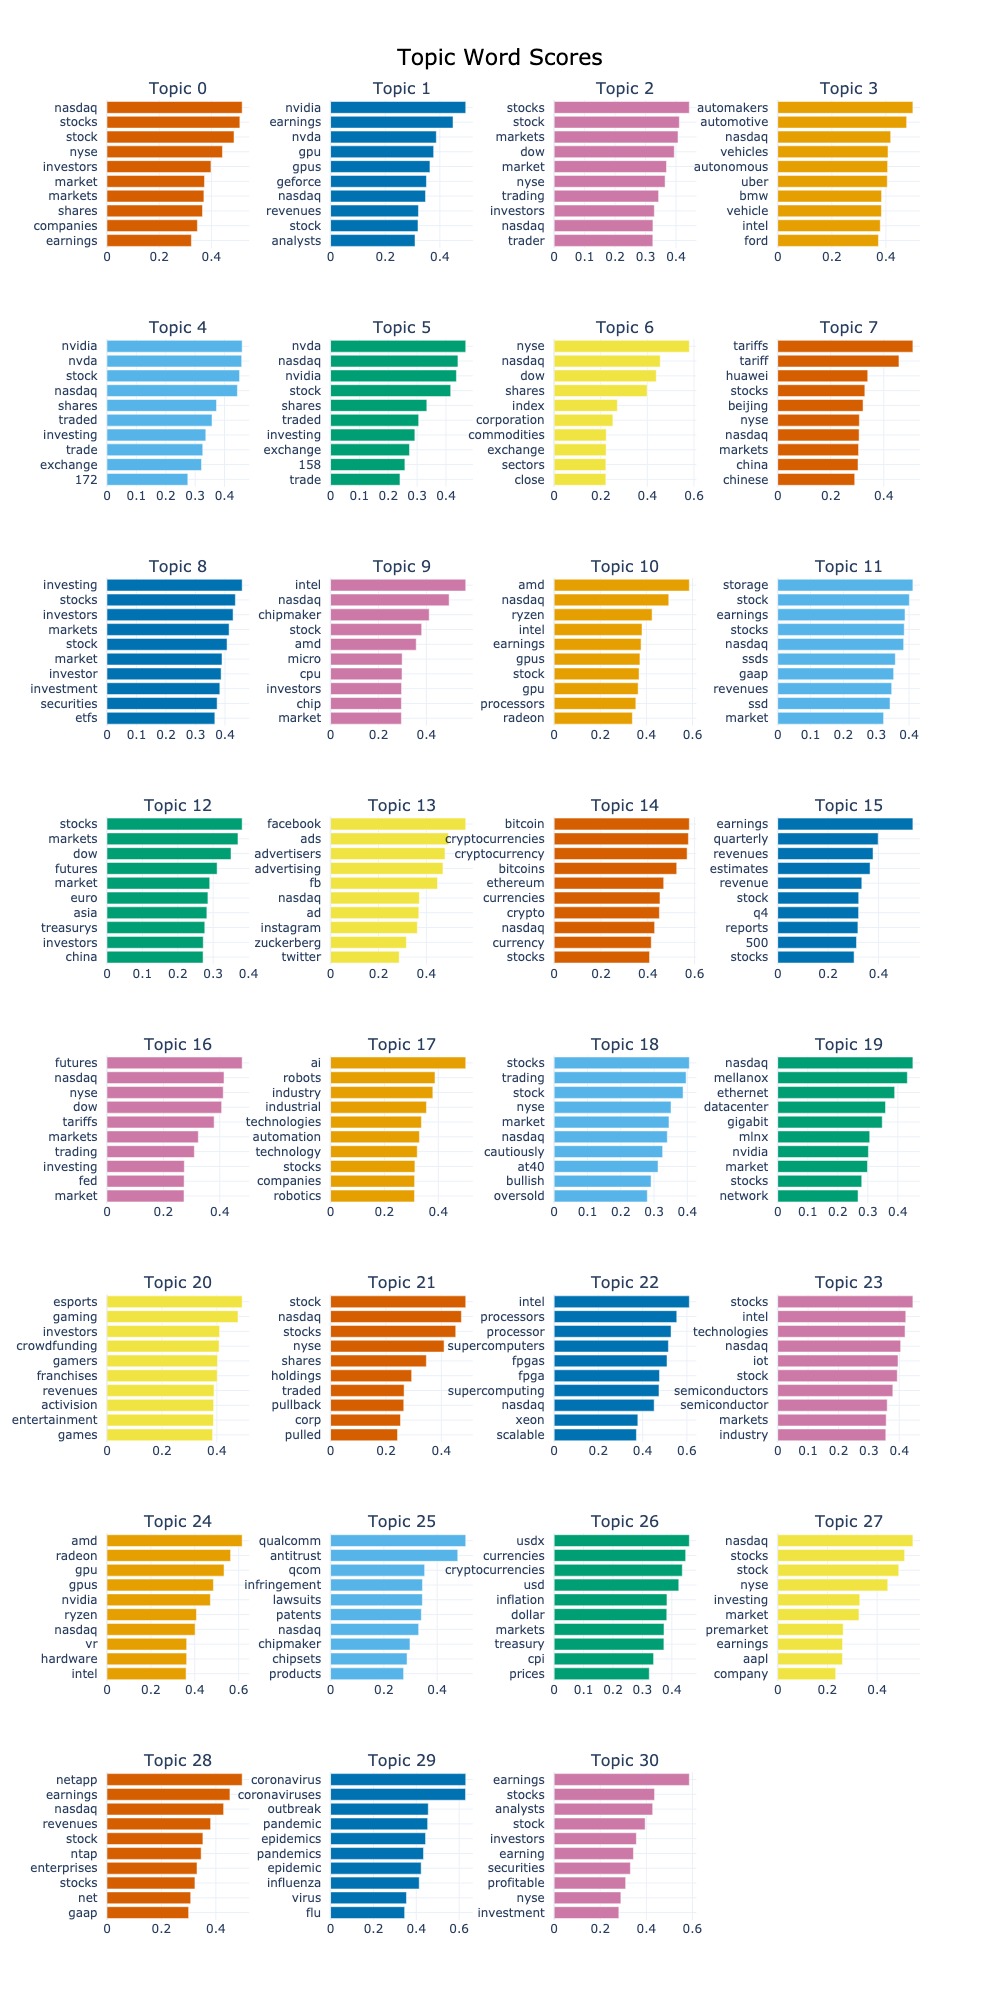 Topic Word Scores
Topic 0
nasdaq
stocks
stock
nyse
investors
market
markets
shares
companies
earnings
0 0.2 0.4
Topic 1
nvidia
earnings
nvda
gpu
gpus
geforce
nasdaq
revenues
stock
analysts
0 0.2 0.4
Topic 2
stocks
stock
markets
dow
market
nyse
trading
investors
nasdaq
trader
0 0.1 0.2 0.3 0.4
Topic 3
automakers
automotive
nasdaq
vehicles
autonomous
uber
bmw
vehicle
intel
ford
0 0.2 0.4
Topic 4
nvidia
nvda
stock
nasdaq
shares
traded
investing
trade
exchange
172
0 0.1 0.2 0.3 0.4
Topic 5
nvda
nasdaq
nvidia
stock
shares
traded
investing
exchange
158
trade
0 0.1 0.2 0.3 0.4
Topic 6
nyse
nasdaq
dow
shares
index
corporation
commodities
exchange
sectors
close
0 0.2 0.4 0.6
Topic 7
tariffs
tariff
huawei
stocks
beijing
nyse
nasdaq
markets
china
chinese
0 0.2 0.4
Topic 8
investing
stocks
investors
markets
stock
market
investor
investment
securities
etfs
0 0.1 0.2 0.3 0.4
Topic 9
intel
nasdaq
chipmaker
stock
amd
micro
cpu
investors
chip
market
0 0.2 0.4
Topic 10
amd
nasdaq
ryzen
intel
earnings
gpus
stock
gpu
processors
radeon
0 0.2 0.4 0.6
Topic 11
storage
stock
earnings
stocks
nasdaq
ssds
gaap
revenues
ssd
market
0 0.1 0.2 0.3 0.4
Topic 12
stocks
markets
dow
futures
market
euro
asia
treasurys
investors
china
0 0.1 0.2 0.3 0.4
Topic 13
facebook
ads
advertisers
advertising
fb
nasdaq
ad
instagram
zuckerberg
twitter
0 0.2 0.4
Topic 14
bitcoin
cryptocurrencies
cryptocurrency
bitcoins
ethereum
currencies
crypto
nasdaq
currency
stocks
0 0.2 0.4 0.6
Topic 15
earnings
quarterly
revenues
estimates
revenue
stock
q4
reports
500
stocks
0 0.2 0.4
Topic 16
futures
nasdaq
nyse
dow
tariffs
markets
trading
investing
fed
market
0 0.2 0.4
Topic 17
ai
robots
industry
industrial
technologies
automation
technology
stocks
companies
robotics
0 0.2 0.4
Topic 18
stocks
trading
stock
nyse
market
nasdaq
cautiously
at40
bullish
oversold
0 0.1 0.2 0.3 0.4
Topic 19
nasdaq
mellanox
ethernet
datacenter
gigabit
mlnx
nvidia
market
stocks
network
0 0.1 0.2 0.3 0.4
Topic 20
esports
gaming
investors
crowdfunding
gamers
franchises
revenues
activision
entertainment
games
0 0.2 0.4
Topic 21
stock
nasdaq
stocks
nyse
shares
holdings
traded
pullback
corp
pulled
0 0.2 0.4
Topic 22
intel
processors
processor
supercomputers
fpgas
fpga
supercomputing
nasdaq
xeon
scalable
0 0.2 0.4 0.6
Topic 23
stocks
intel
technologies
nasdaq
iot
stock
semiconductors
semiconductor
markets
industry
0 0.1 0.2 0.3 0.4
Topic 24
amd
radeon
gpu
gpus
nvidia
ryzen
nasdaq
vr
hardware
intel
0 0.2 0.4 0.6
Topic 25
qualcomm
antitrust
qcom
infringement
lawsuits
patents
nasdaq
chipmaker
chipsets
products
0 0.2 0.4
Topic 26
usdx
currencies
cryptocurrencies
usd
inflation
dollar
markets
treasury
cpi
prices
0 0.1 0.2 0.3 0.4
Topic 27
nasdaq
stocks
stock
nyse
investing
market
premarket
earnings
aapl
company
0 0.2 0.4
Topic 28
netapp
earnings
nasdaq
revenues
stock
ntap
enterprises
stocks
net
gaap
0 0.2 0.4
Topic 29
coronavirus
coronaviruses
outbreak
pandemic
epidemics
pandemics
epidemic
influenza
virus
flu
0 0.2 0.4 0.6
Topic 30
earnings
stocks
analysts
stock
investors
earning
securities
profitable
nyse
investment
0 0.2 0.4 0.6